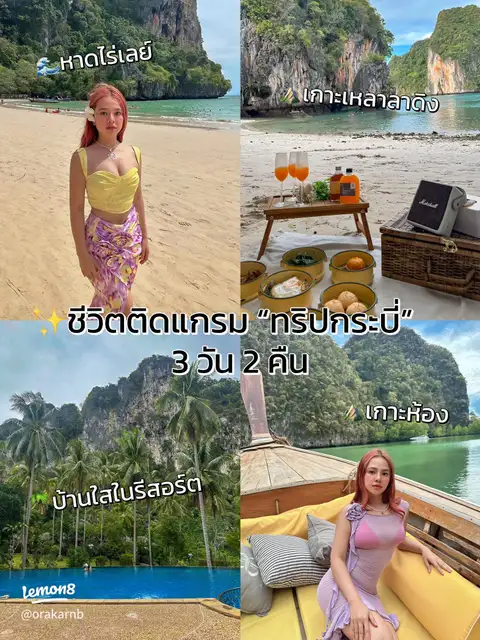 🌊หาดไร่เลย์
เกาะเหลาลาดิง
Marshall
✨ชีวิตติดแกรม “ทริปกระบี่”
3 วัน 2 คืน
เกาะห้อง
🌴บ้านใสในรีสอร์ต
Lemon8
@orakarnb